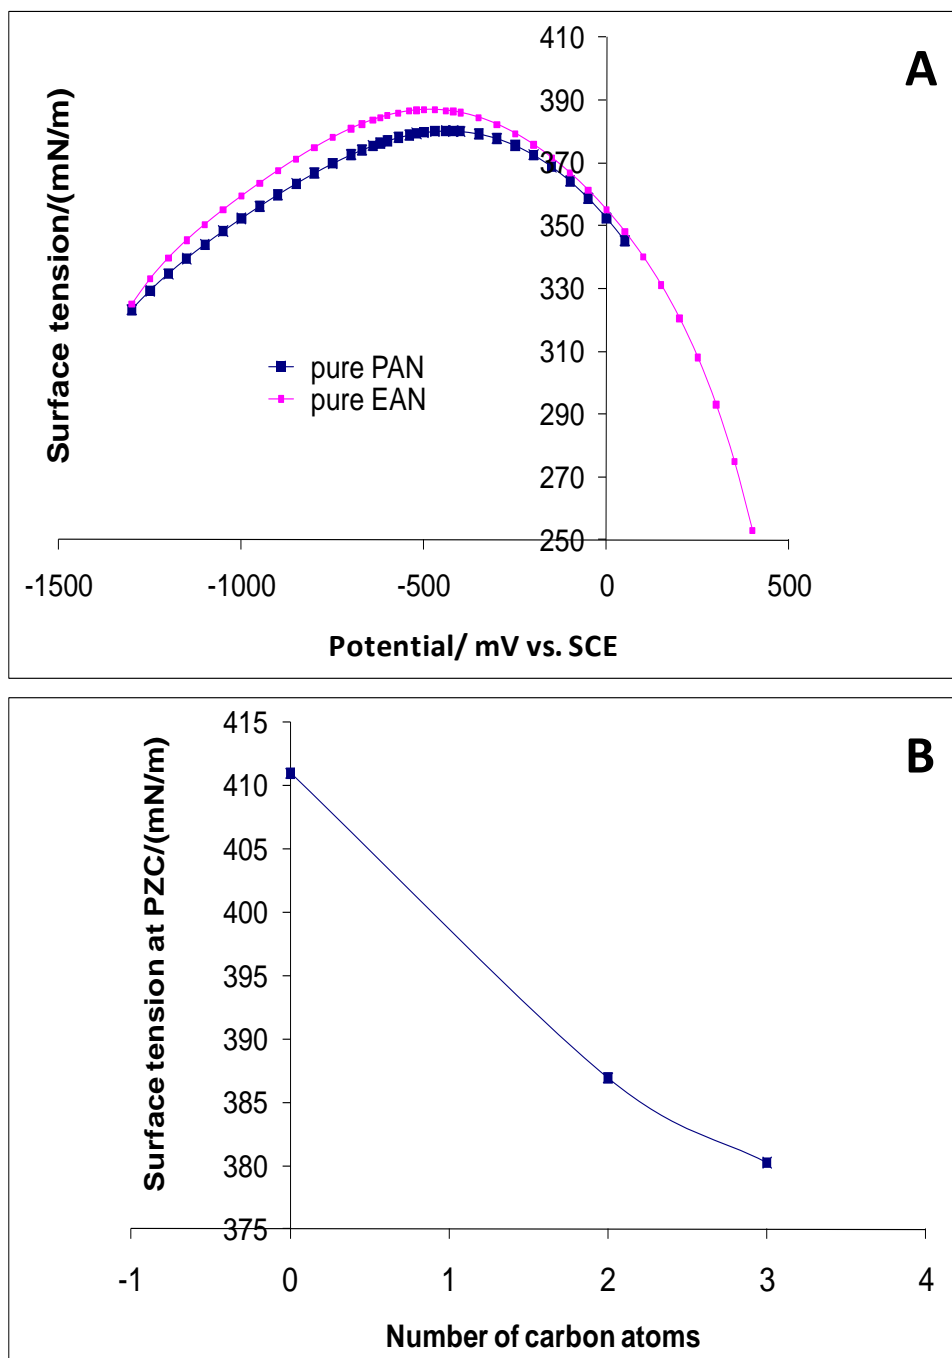 A
Surface tension/(mN/m)
410
390
370
350
330
310
290
270
250
pure PAN
pure EAN
-1500 -1000 -500 0 500
Potential/ mV vs. SCE
B
Surface tension at PZC/(mN/m)
415
410
405
400
395
390
385
380
375
-1 0 1 2 3 4
Number of carbon atoms